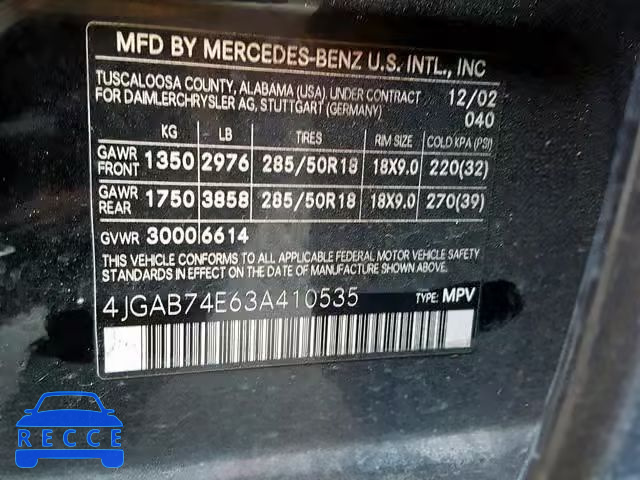 MFD BY MERCEDES-BENZ U.S. INTL., INC
TUSCALOOSA COUNTY, ALABAMA (USA) UNDER CONTRACT 12/02
FOR DAIMLERCHRYSLER AG, STUTTGART (GERMANY) 040
KG LB TIRES RIM SIZE COLD KPA (PSI)
GAWR FRONT 1350 2976 285/50R18 18X9.0 220(32)
GAWR REAR 1750 3858 285/50R18 18X9.0 270(39)
GVWR 3000 6614
THIS VEHICLE CONFORMS TO ALL APPLICABLE FEDERAL MOTOR VEHICLE SAFETY
STANDARDS IN EFFECT ON THE DATE OF MANUFACTURE SHOWN ABOVE.
4JGAB74E63A410535 TYPE: MPV
RECCE